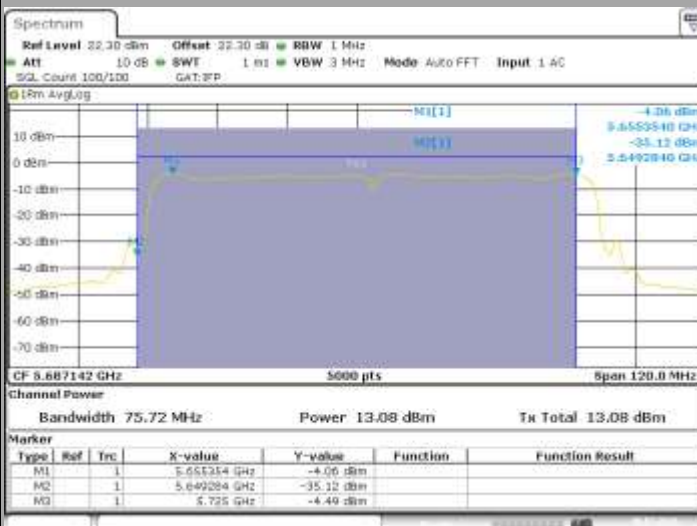 Spectrum
Ref Level 22.30 dBm Offset 22.30 dB RBW 1 MHz
Att 10 dB SWT 1 ms VBW 3 MHz Mode Auto FFT Input 1 AC
SGL Count 100/100 GAT:IFP
1Rm AvgLog
M1[1] -4.06 dBm
5.6553540 GHz
M2[1] -35.12 dBm
5.6492840 GHz
10 dBm
0 dBm
-10 dBm
-20 dBm
-30 dBm
-40 dBm
-50 dBm
-60 dBm
-70 dBm
CF 5.687142 GHz 5000 pts Span 120.0 MHz
Channel Power
Bandwidth 75.72 MHz Power 13.08 dBm Tx Total 13.08 dBm
Marker
Type Ref Trc X-value Y-value Function Function Result
M1 1 5.655354 GHz -4.06 dBm
M2 1 5.649284 GHz -35.12 dBm
M3 1 5.725 GHz -4.49 dBm